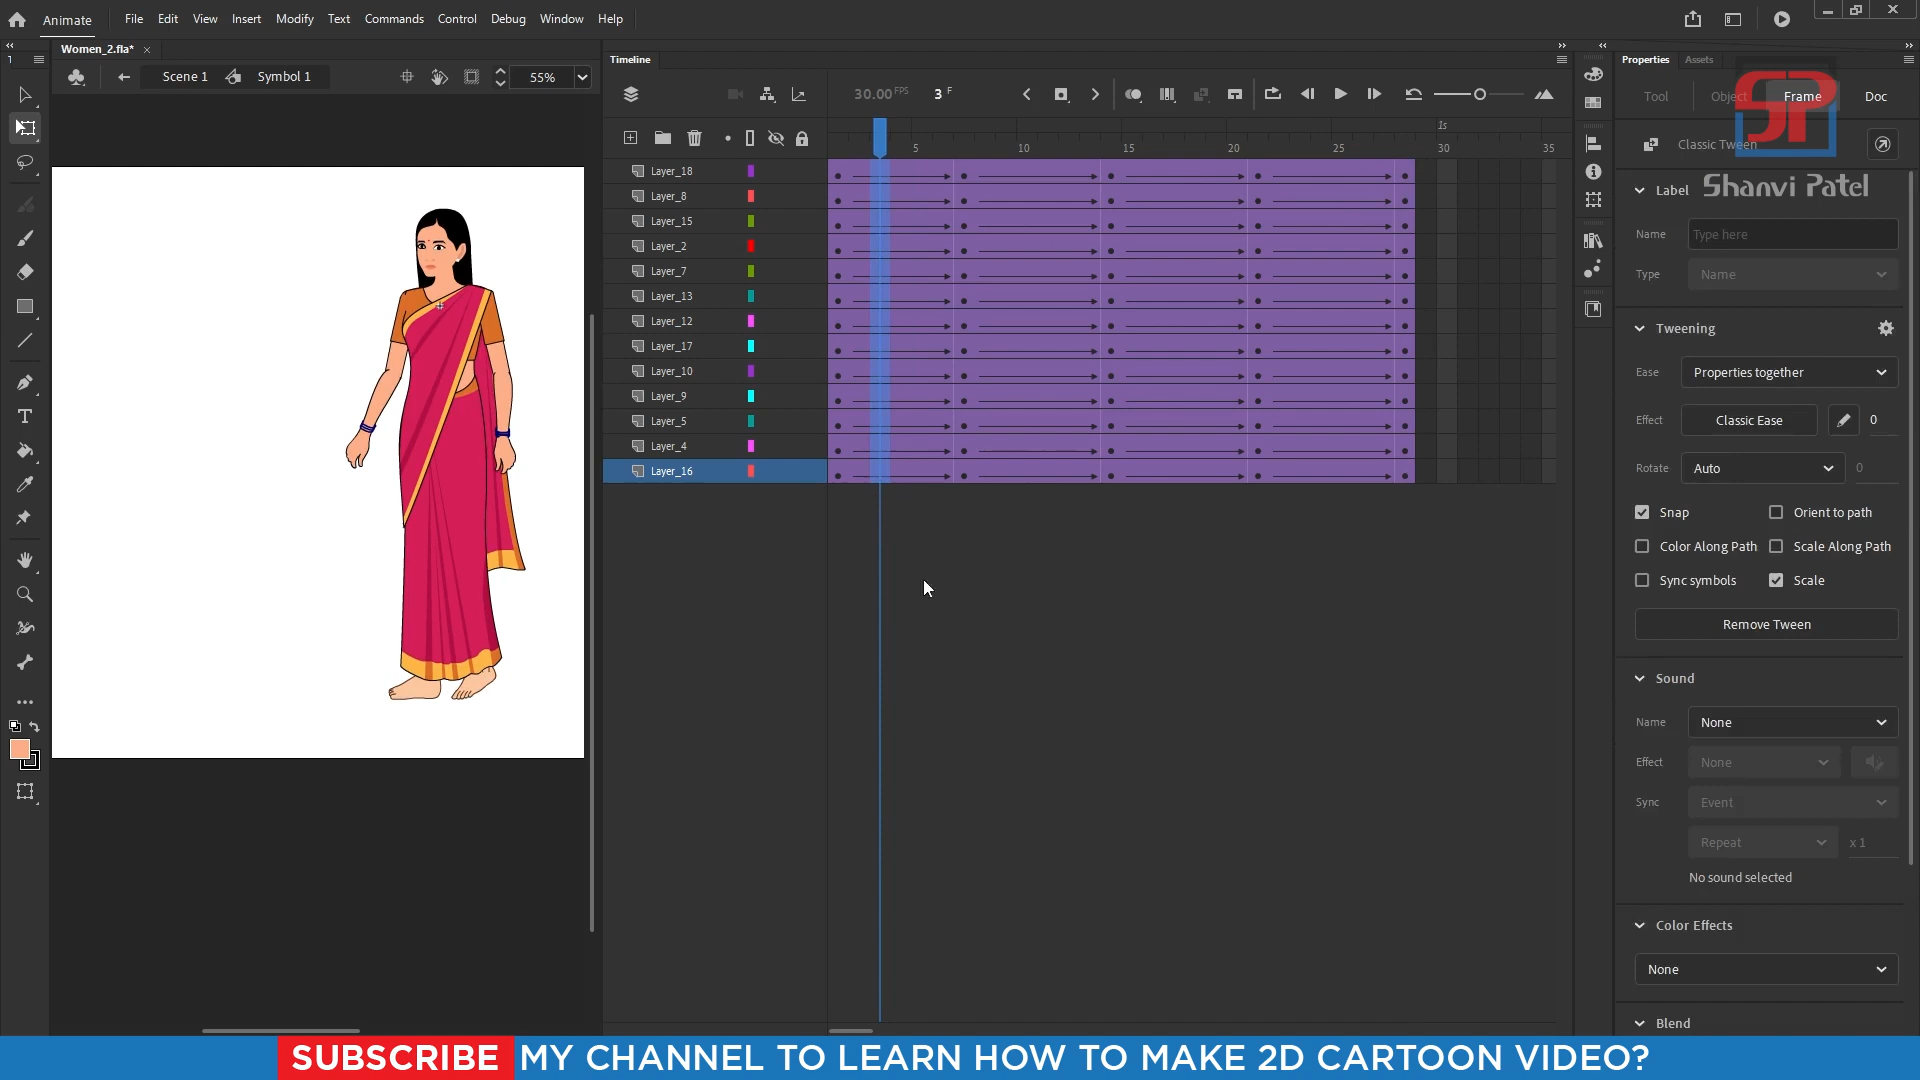 Animate
File Edit View Insert Modify Text Commands Control Debug Window Help
Women_2.fla*
Scene 1 Symbol 1 55%
Timeline
30.00 FPS 3 F
1s
5 10 15 20 25 30 35
Layer_18
Layer_8
Layer_15
Layer_2
Layer_7
Layer_13
Layer_12
Layer_17
Layer_10
Layer_9
Layer_5
Layer_4
Layer_16
Properties Assets
Tool Object Frame Doc
SP
Classic Tween
Label
Shanvi Patel
Name Type here
Type Name
Tweening
Ease Properties together
Effect Classic Ease 0
Rotate Auto 0
Snap Orient to path
Color Along Path Scale Along Path
Sync symbols Scale
Remove Tween
Sound
Name None
Effect None
Sync Event
Repeat x 1
No sound selected
Color Effects
None
Blend
SUBSCRIBE MY CHANNEL TO LEARN HOW TO MAKE 2D CARTOON VIDEO?